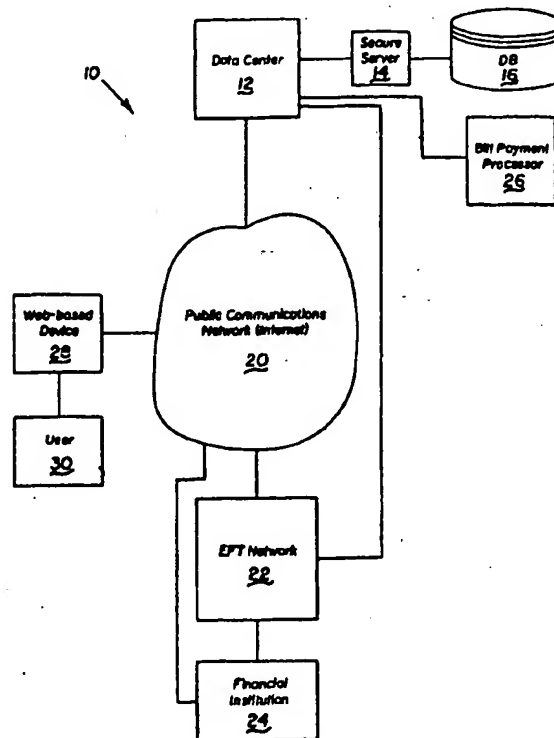 10
Data Center
12
Secure
Server
14
DB
16
Bill Payment
Processor
26
Web-based
Device
28
Public Communications
Network (Internet)
20
User
30
EFT Network
22
Financial
Institution
24